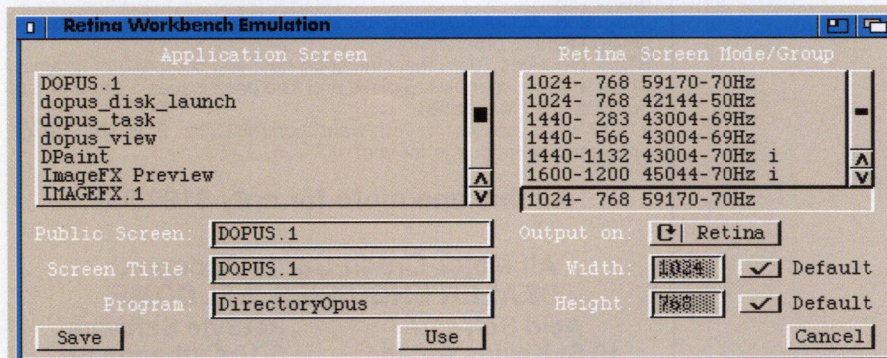 Retina Workbench Emulation
Application Screen
DOPUS.1
dopus_disk_launch
dopus_task
dopus_view
DPaint
ImageFX Preview
IMAGEFX.1
Retina Screen Mode/Group
1024- 768 59170-70Hz
1024- 768 42144-50Hz
1440- 283 43004-69Hz
1440- 566 43004-69Hz
1440-1132 43004-70Hz i
1600-1200 45044-70Hz i
1024- 768 59170-70Hz
Public Screen: DOPUS.1
Output on: Retina
Screen Title: DOPUS.1
Width: 1024 Default
Program: DirectoryOpus
Height: 768 Default
Save Use Cancel